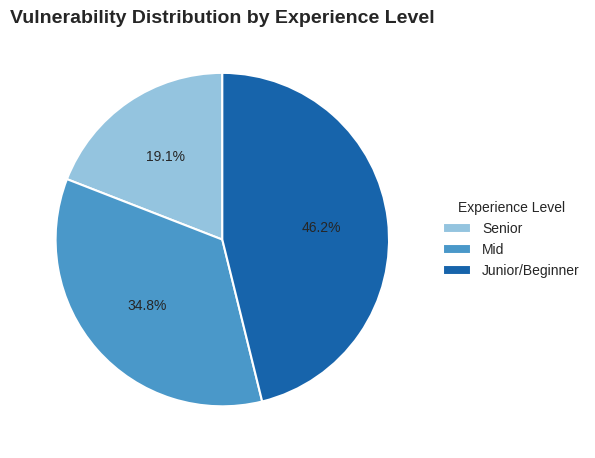 Vulnerability Distribution by Experience Level
19.1%
46.2%
34.8%
Experience Level
Senior
Mid
Junior/Beginner